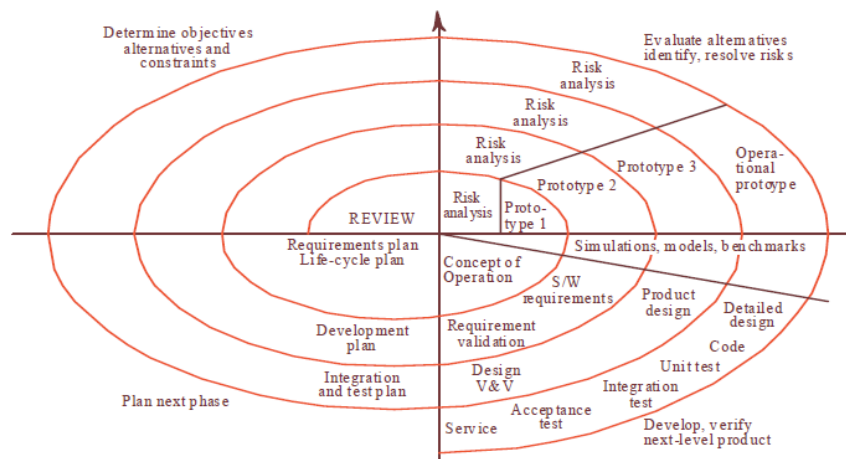 Determine objectives
alternatives and
constraints
Evaluate alternatives
identify, resolve risks
Risk
analysis
Risk
analysis
Risk
analysis
Risk
analysis
Proto-
type 1
Prototype 2
Prototype 3
Opera-
tional
protoype
REVIEW
Requirements plan
Life-cycle plan
Simulations, models, benchmarks
Concept of
Operation
S/W
requirements
Product
design
Detailed
design
Development
plan
Requirement
validation
Code
Unit test
Integration
and test plan
Design
V&V
Integration
test
Plan next phase
Acceptance
test
Service
Develop, verify
next-level product